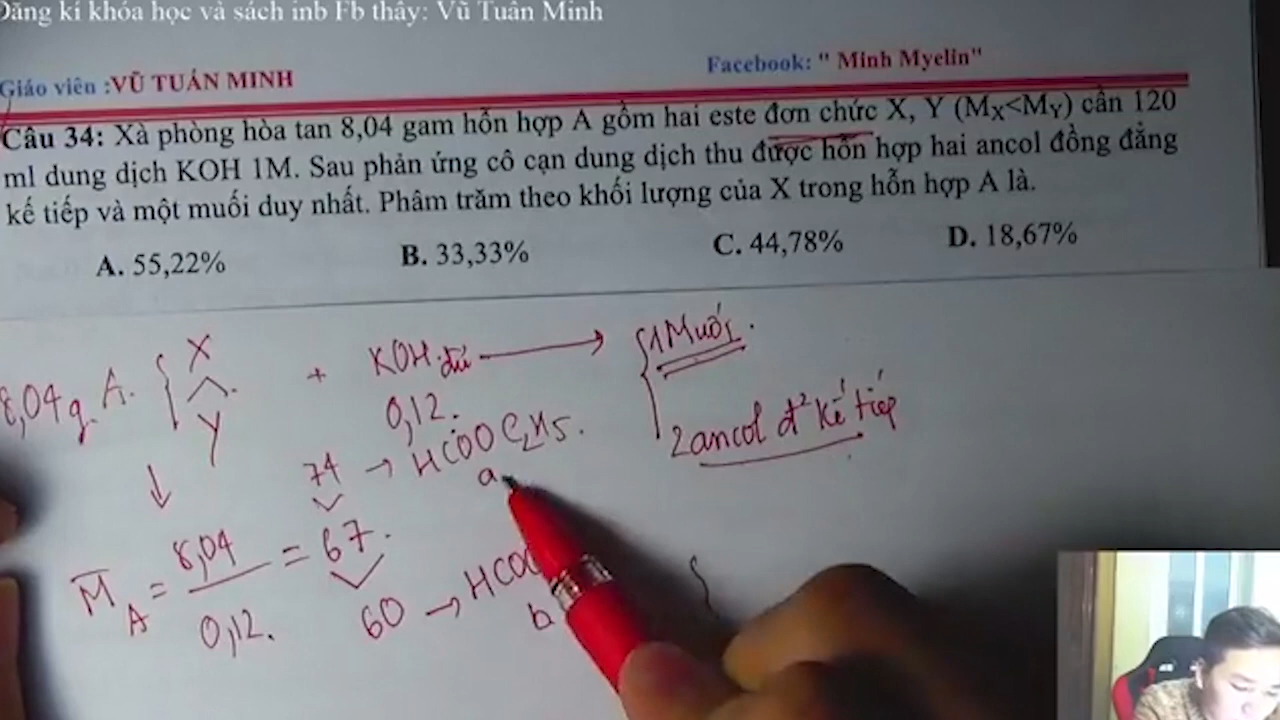 Đăng kí khóa học và sách inb Fb thầy: Vũ Tuân Minh
Giáo viên :VŨ TUẤN MINH
Facebook: " Minh Myelin"
Câu 34: Xà phòng hòa tan 8,04 gam hỗn hợp A gồm hai este đơn chức X, Y (MX<MY) cần 120
ml dung dịch KOH 1M. Sau phản ứng cô cạn dung dịch thu được hỗn hợp hai ancol đồng đẳng
kế tiếp và một muối duy nhất. Phâm trăm theo khối lượng của X trong hỗn hợp A là.
A. 55,22% B. 33,33% C. 44,78% D. 18,67%
8,04g A. { X Y + KOH đủ → { 1 Muối.
0,12.
2 ancol đ² kế tiếp
74 → HCOOC2H5.
a
M̅A = 8,04 / 0,12. = 67.
60 → HCOO
b